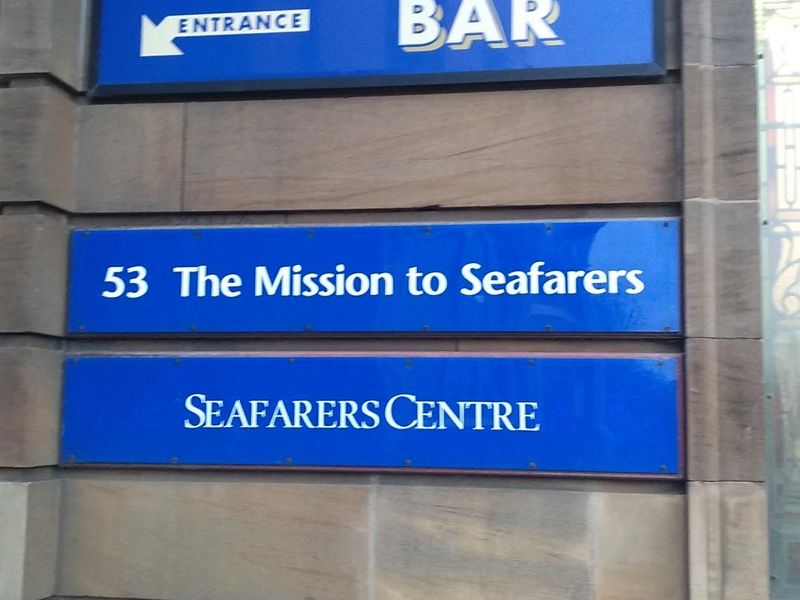 ENTRANCE
BAR
53 The Mission to Seafarers
SEAFARERS CENTRE